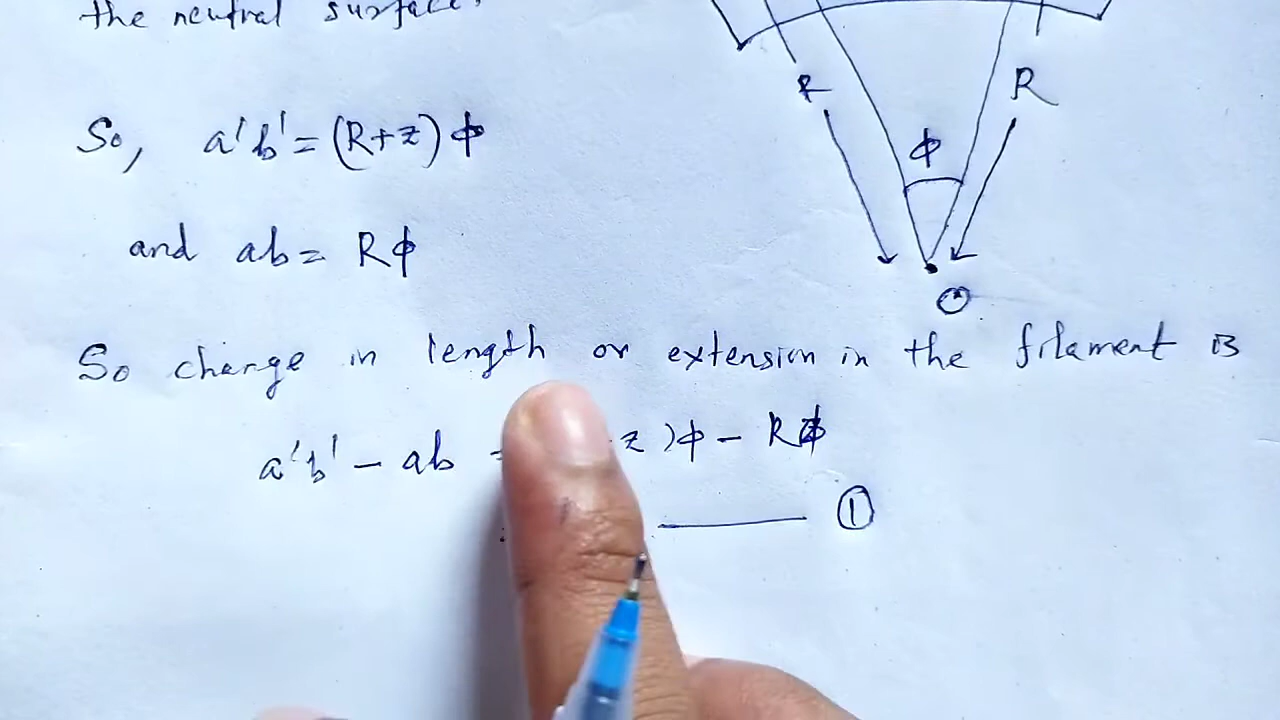 the neutral surface.
R R
So, a'b' = (R+z) ϕ
ϕ
and ab = Rϕ
O
So change in length or extension in the filament is
a'b' - ab z )ϕ - Rϕ
①